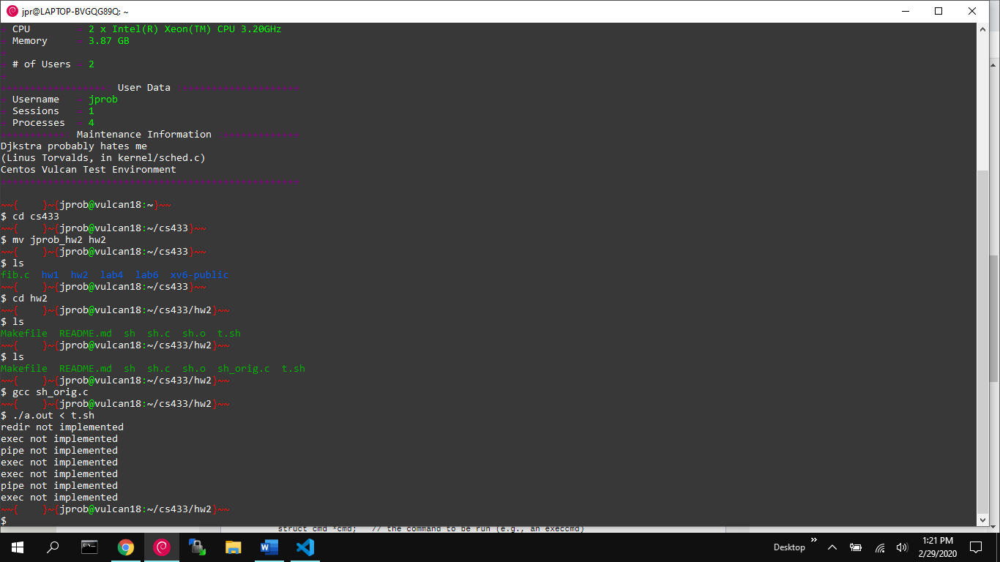 jpr@LAPTOP-BVGQG89Q: ~
CPU 2 x Intel(R) Xeon(TM) CPU 3.20GHz
Memory 3.87 GB
# of Users 2
User Data
Username jprob
Sessions 1
Processes 4
Maintenance Information
Djkstra probably hates me
(Linus Torvalds, in kernel/sched.c)
Centos Vulcan Test Environment
~~{    }~{jprob@vulcan18:~}~~
$ cd cs433
~~{    }~{jprob@vulcan18:~/cs433}~~
$ mv jprob_hw2 hw2
~~{    }~{jprob@vulcan18:~/cs433}~~
$ ls
fib.c  hw1  hw2  lab4  lab6  xv6-public
~~{    }~{jprob@vulcan18:~/cs433}~~
$ cd hw2
~~{    }~{jprob@vulcan18:~/cs433/hw2}~~
$ ls
Makefile  README.md  sh  sh.c  sh.o  t.sh
~~{    }~{jprob@vulcan18:~/cs433/hw2}~~
$ ls
Makefile  README.md  sh  sh.c  sh.o  sh_orig.c  t.sh
~~{    }~{jprob@vulcan18:~/cs433/hw2}~~
$ gcc sh_orig.c
~~{    }~{jprob@vulcan18:~/cs433/hw2}~~
$ ./a.out < t.sh
redir not implemented
exec not implemented
pipe not implemented
exec not implemented
exec not implemented
pipe not implemented
exec not implemented
~~{    }~{jprob@vulcan18:~/cs433/hw2}~~
$
struct cmd *cmd;   // the command to be run (e.g., an execcmd)
Desktop
1:21 PM
2/29/2020